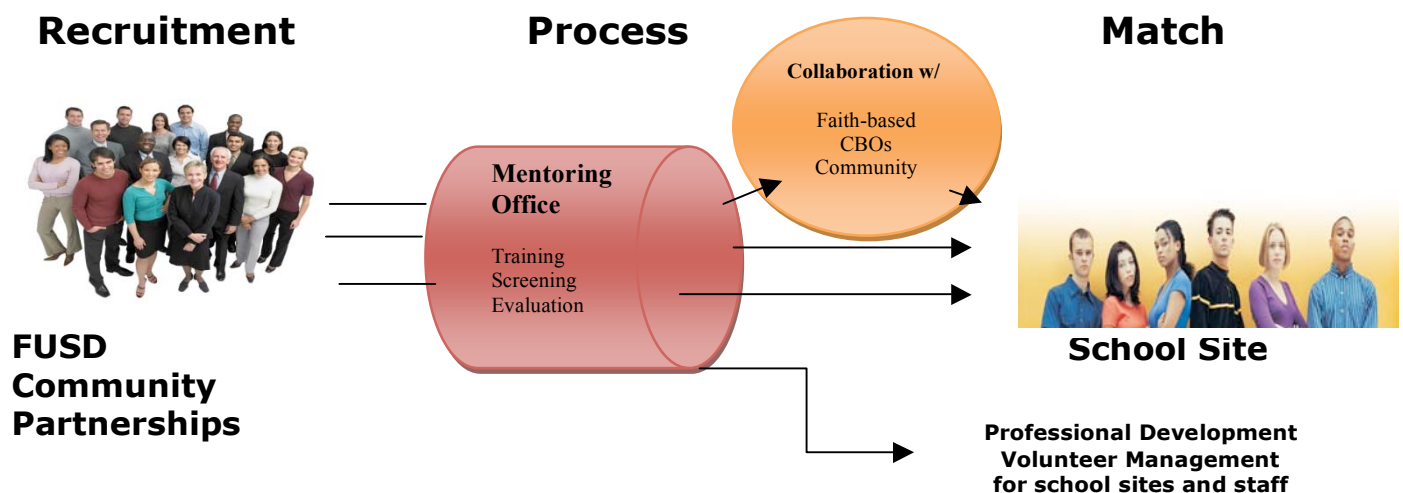 Recruitment
Process
Match
Collaboration w/
Faith-based
CBOs
Community
Mentoring
Office
Training
Screening
Evaluation
FUSD
Community
Partnerships
School Site
Professional Development
Volunteer Management
for school sites and staff